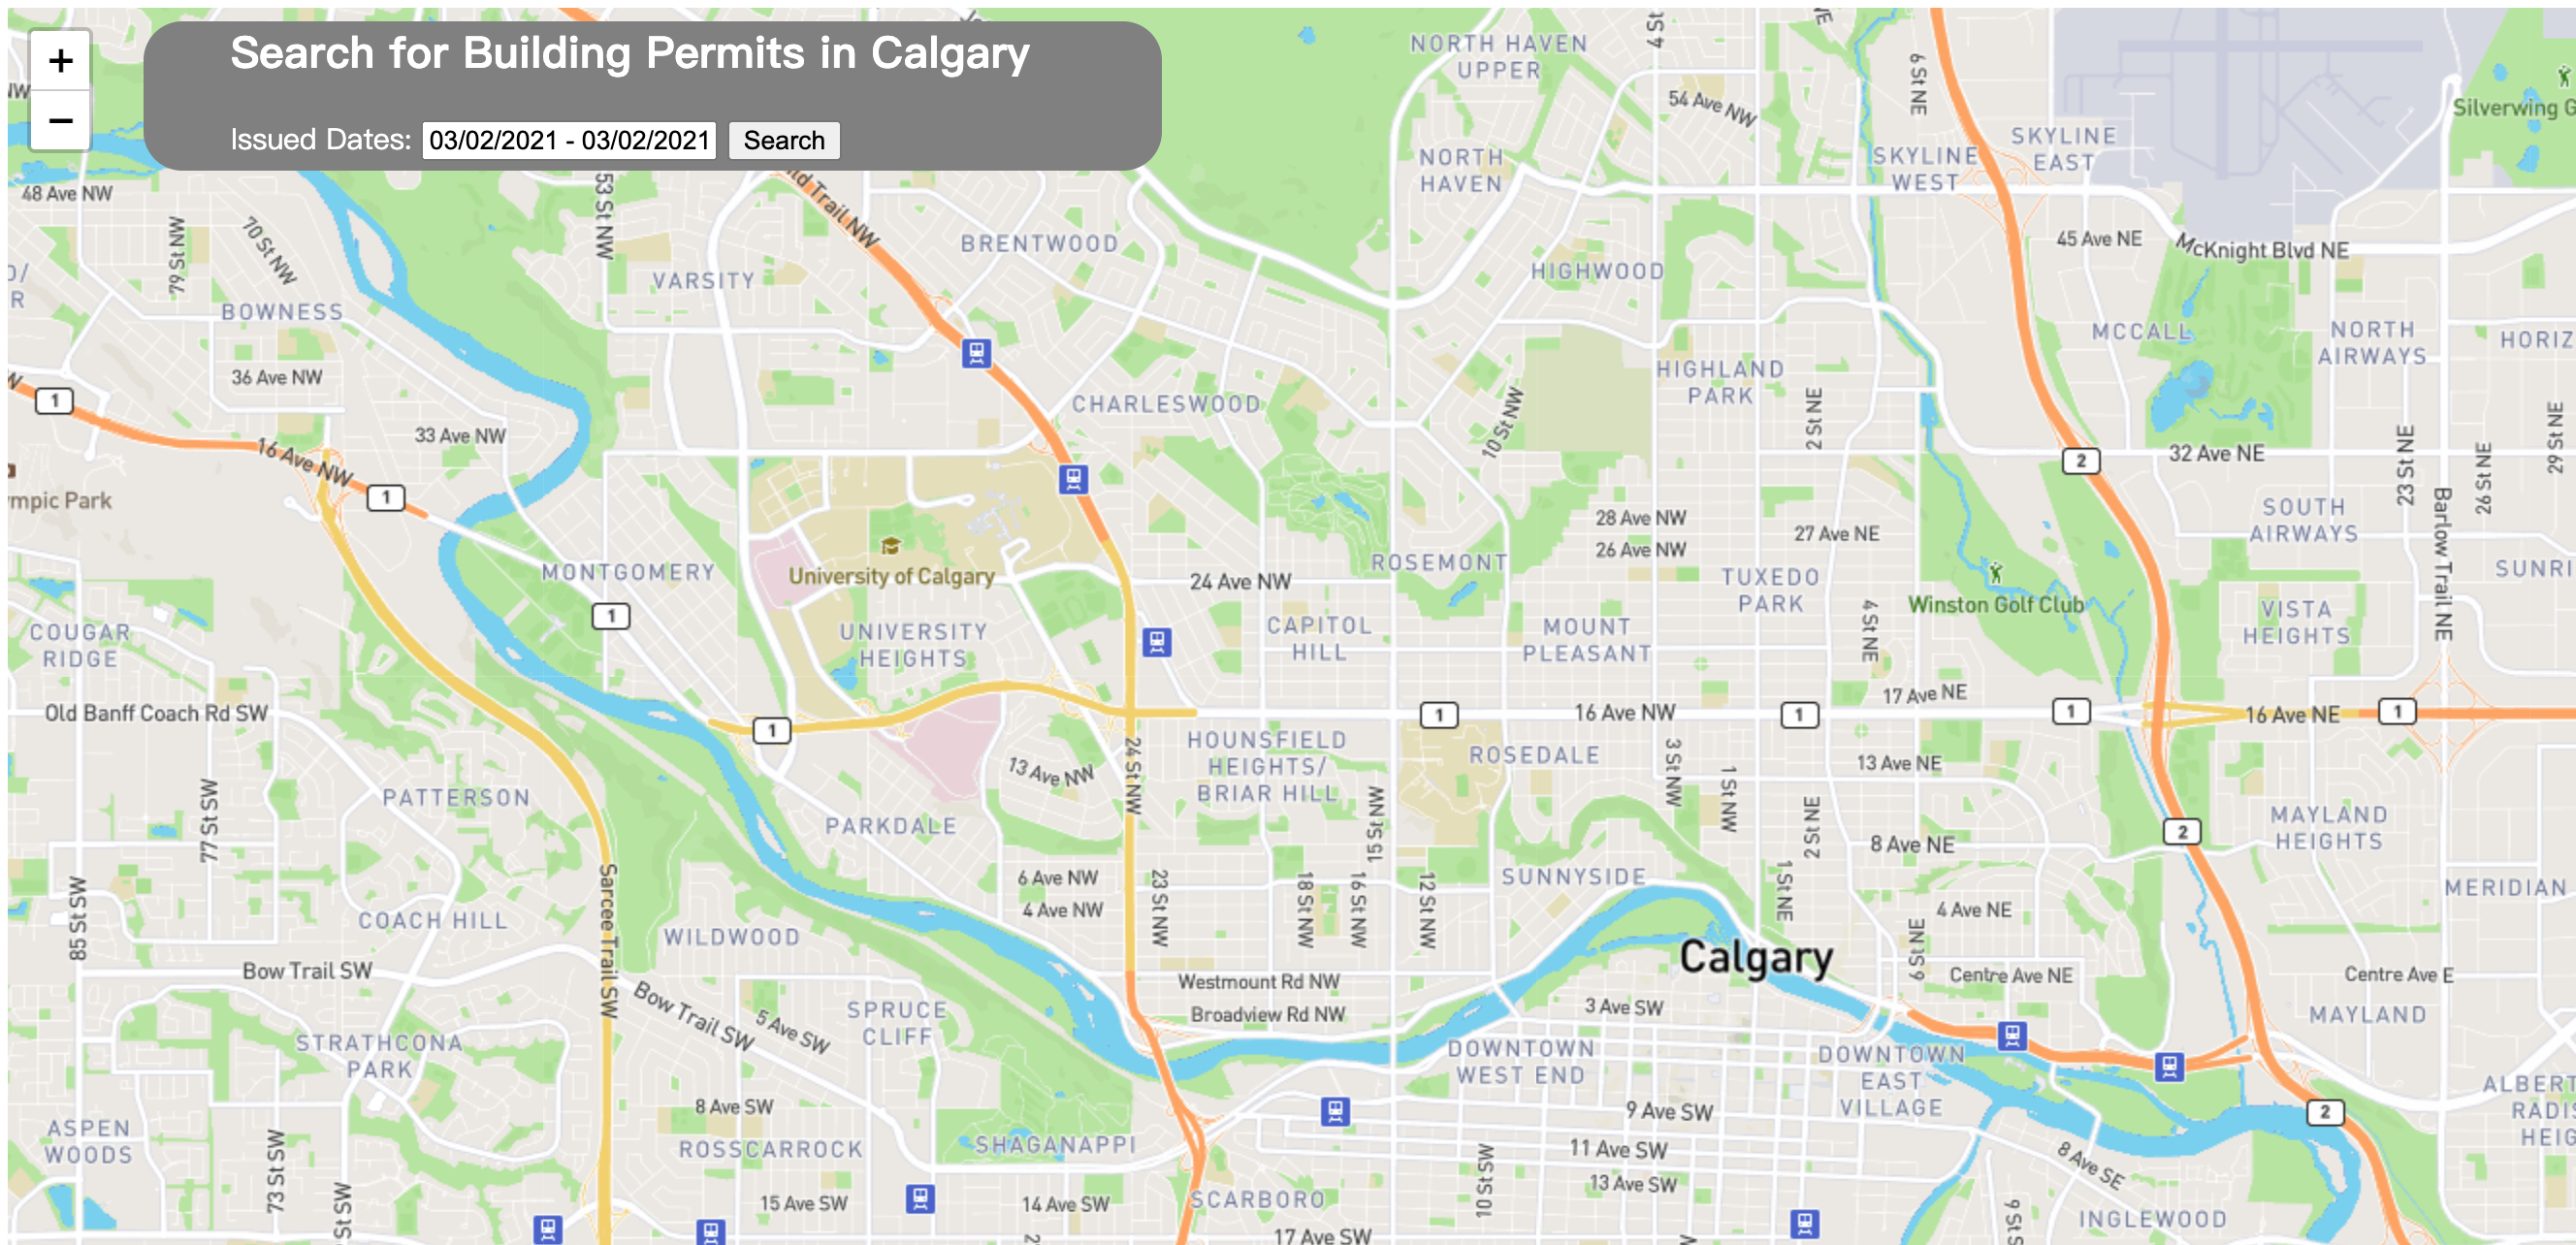 Search for Building Permits in Calgary
Issued Dates: 03/02/2021 - 03/02/2021 Search
+
−
NORTH HAVEN
UPPER
4 St
6 St NE
Silverwing G
54 Ave NW
SKYLINE
EAST
SKYLINE
WEST
NORTH
HAVEN
48 Ave NW
53 St NW
79 St NW
70 St NW
ld Trail NW
BRENTWOOD
VARSITY
HIGHWOOD
45 Ave NE
McKnight Blvd NE
BOWNESS
MCCALL
NORTH
AIRWAYS
HORIZ
36 Ave NW
1
CHARLESWOOD
10 St NW
HIGHLAND
PARK
2 St NE
33 Ave NW
16 Ave NW
1
2
32 Ave NE
23 St NE
26 St NE
29 St NE
mpic Park
28 Ave NW
26 Ave NW
27 Ave NE
SOUTH
AIRWAYS
Barlow Trail NE
MONTGOMERY
University of Calgary
24 Ave NW
ROSEMONT
TUXEDO
PARK
SUNRI
1
Winston Golf Club
4 St NE
VISTA
HEIGHTS
COUGAR
RIDGE
UNIVERSITY
HEIGHTS
CAPITOL
HILL
MOUNT
PLEASANT
Old Banff Coach Rd SW
1
1
16 Ave NW
1
17 Ave NE
1
16 Ave NE
1
24 St NW
HOUNSFIELD
HEIGHTS/
BRIAR HILL
ROSEDALE
3 St NW
1 St NW
13 Ave NE
13 Ave NW
PATTERSON
77 St SW
PARKDALE
15 St NW
2 St NE
8 Ave NE
2
MAYLAND
HEIGHTS
85 St SW
Sarcee Trail SW
6 Ave NW
4 Ave NW
23 St NW
18 St NW
16 St NW
12 St NW
SUNNYSIDE
1 St NE
MERIDIAN
COACH HILL
WILDWOOD
4 Ave NE
6 St NE
Calgary
Bow Trail SW
Bow Trail SW
Westmount Rd NW
Broadview Rd NW
Centre Ave NE
Centre Ave E
5 Ave SW
SPRUCE
CLIFF
3 Ave SW
MAYLAND
STRATHCONA
PARK
DOWNTOWN
WEST END
DOWNTOWN
EAST
VILLAGE
8 Ave SW
9 Ave SW
2
ALBERT
RADIS
HEIG
ASPEN
WOODS
73 St SW
ROSSCARROCK
SHAGANAPPI
10 St SW
11 Ave SW
13 Ave SW
8 Ave SE
St SW
15 Ave SW
14 Ave SW
SCARBORO
17 Ave SW
9 St S
INGLEWOOD